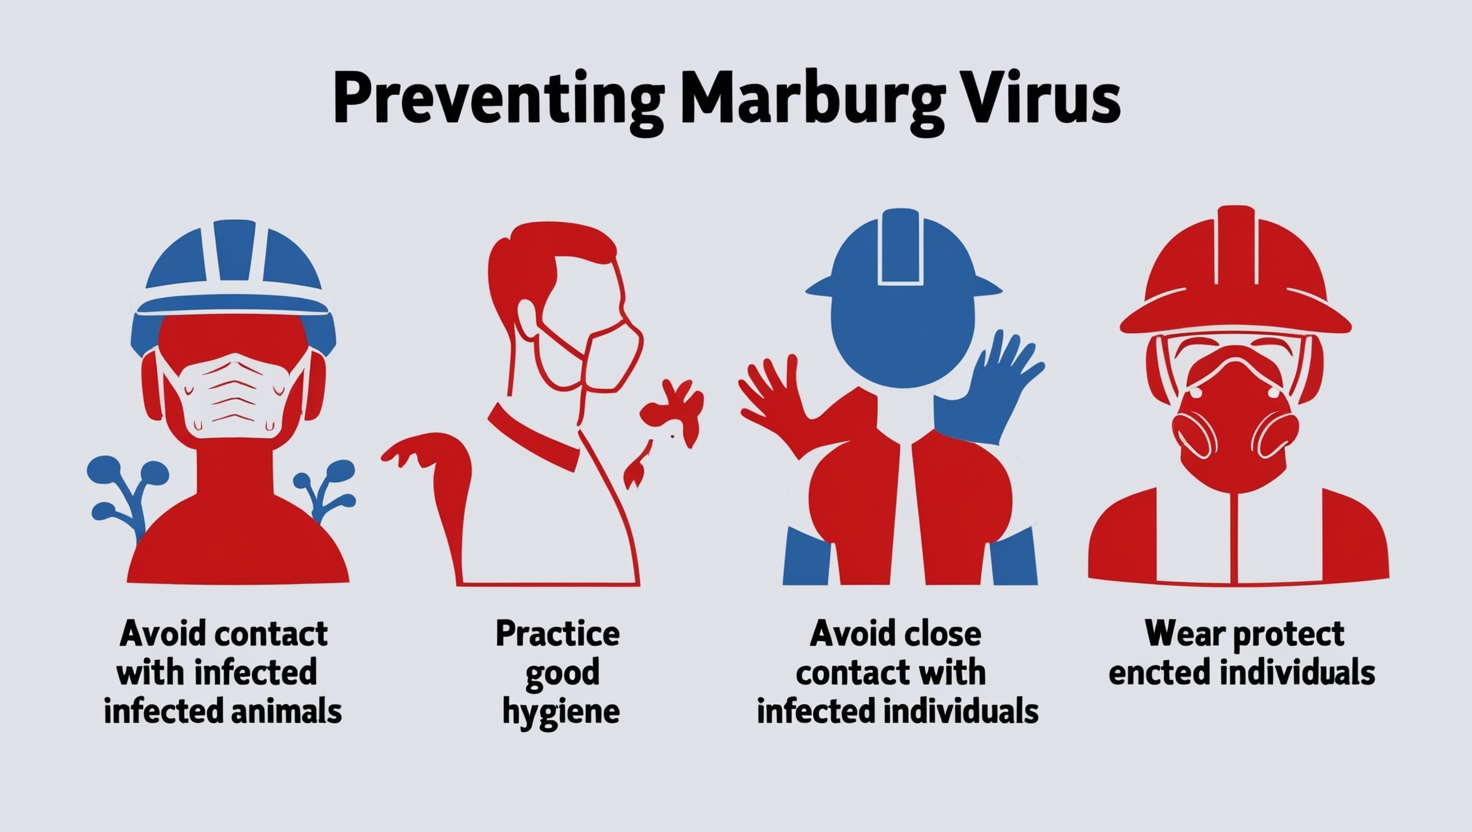 Preventing Marburg Virus
Avoid contact
with infected
infected animals
Practice
good
hygiene
Avoid close
contact with
infected individuals
Wear protect
encted individuals